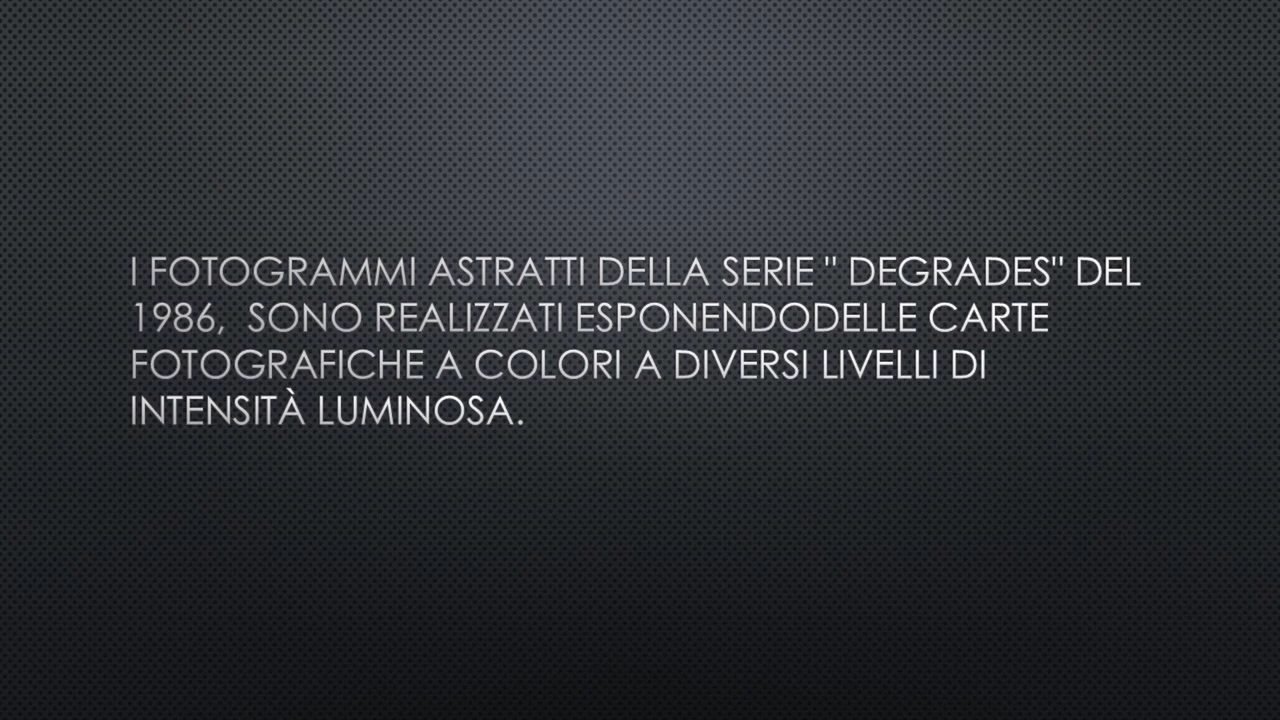 I FOTOGRAMMI ASTRATTI DELLA SERIE " DEGRADES" DEL
1986,  SONO REALIZZATI ESPONENDODELLE CARTE
FOTOGRAFICHE A COLORI A DIVERSI LIVELLI DI
INTENSITÀ LUMINOSA.